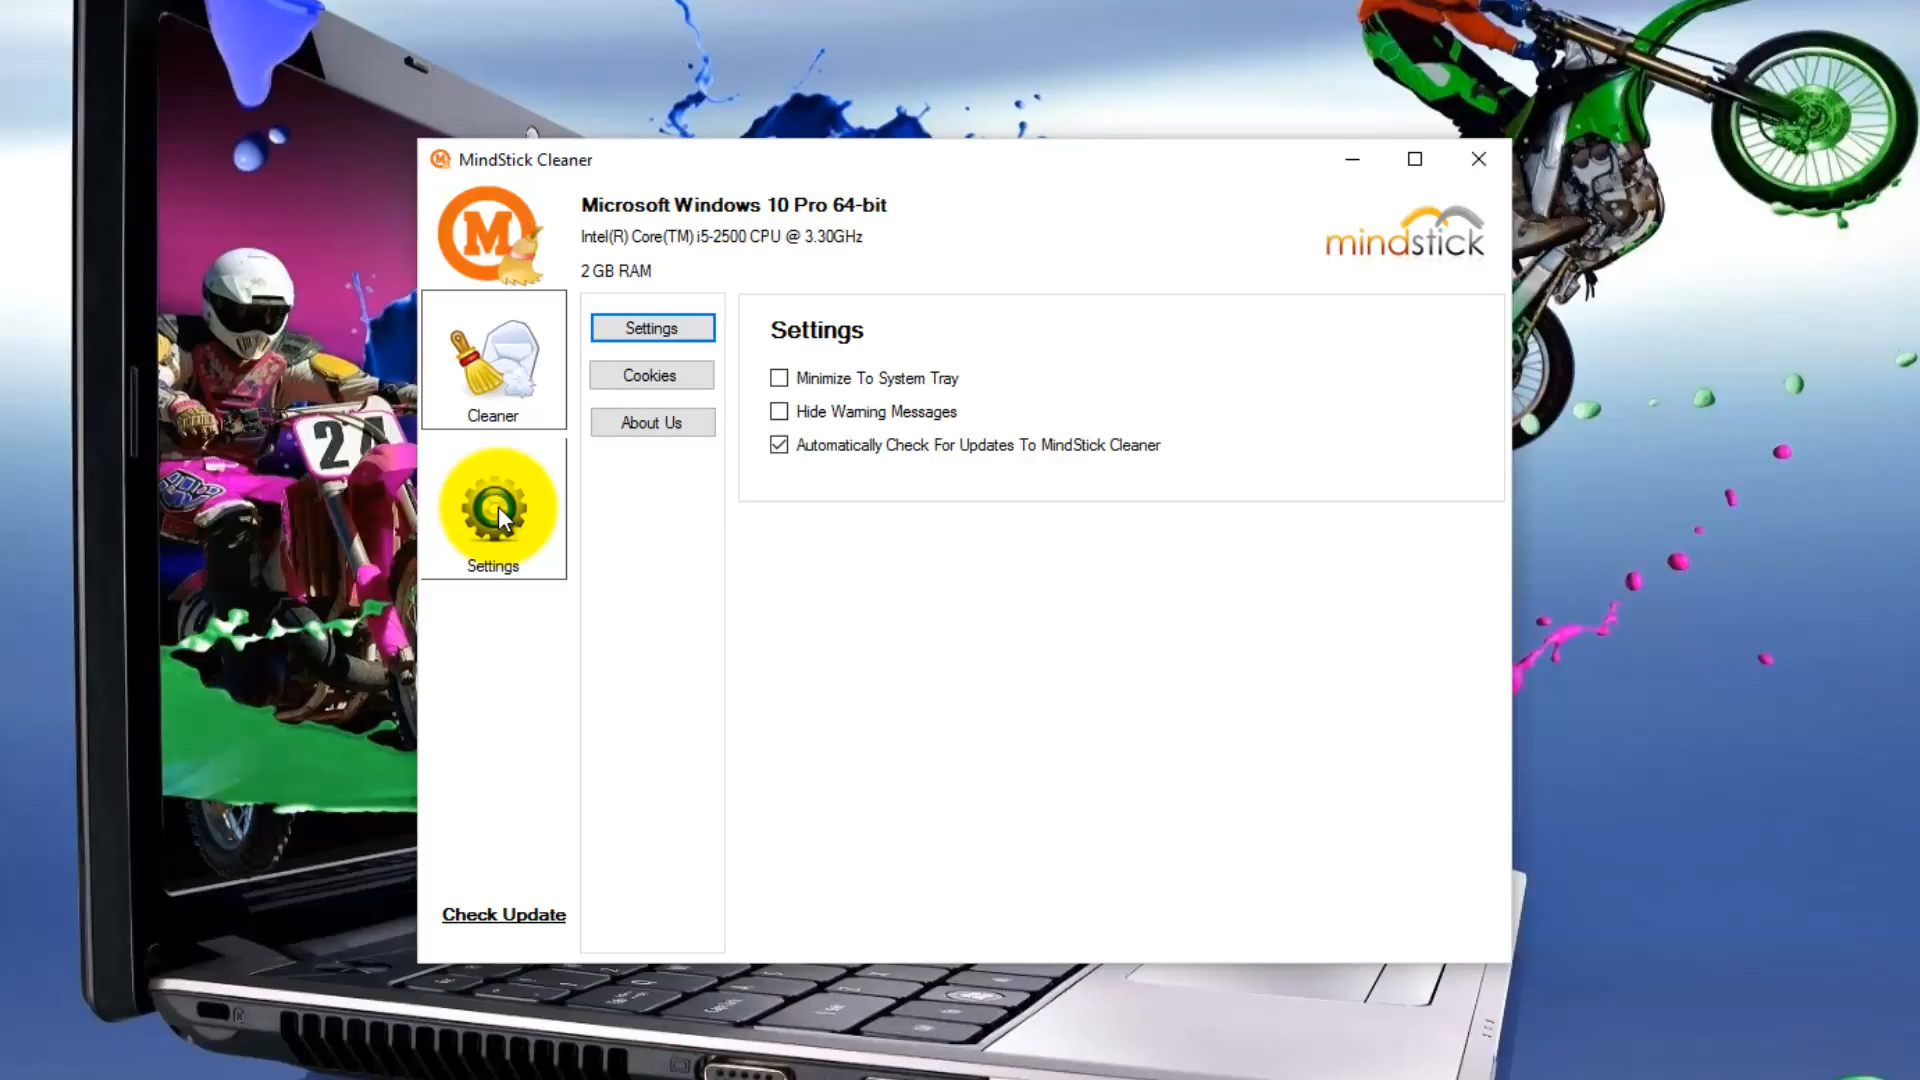 MindStick Cleaner
M
Microsoft Windows 10 Pro 64-bit
Intel(R) Core(TM) i5-2500 CPU @ 3.30GHz
2 GB RAM
mindstick
Cleaner
Settings
Check Update
Settings
Cookies
About Us
Settings
Minimize To System Tray
Hide Warning Messages
Automatically Check For Updates To MindStick Cleaner